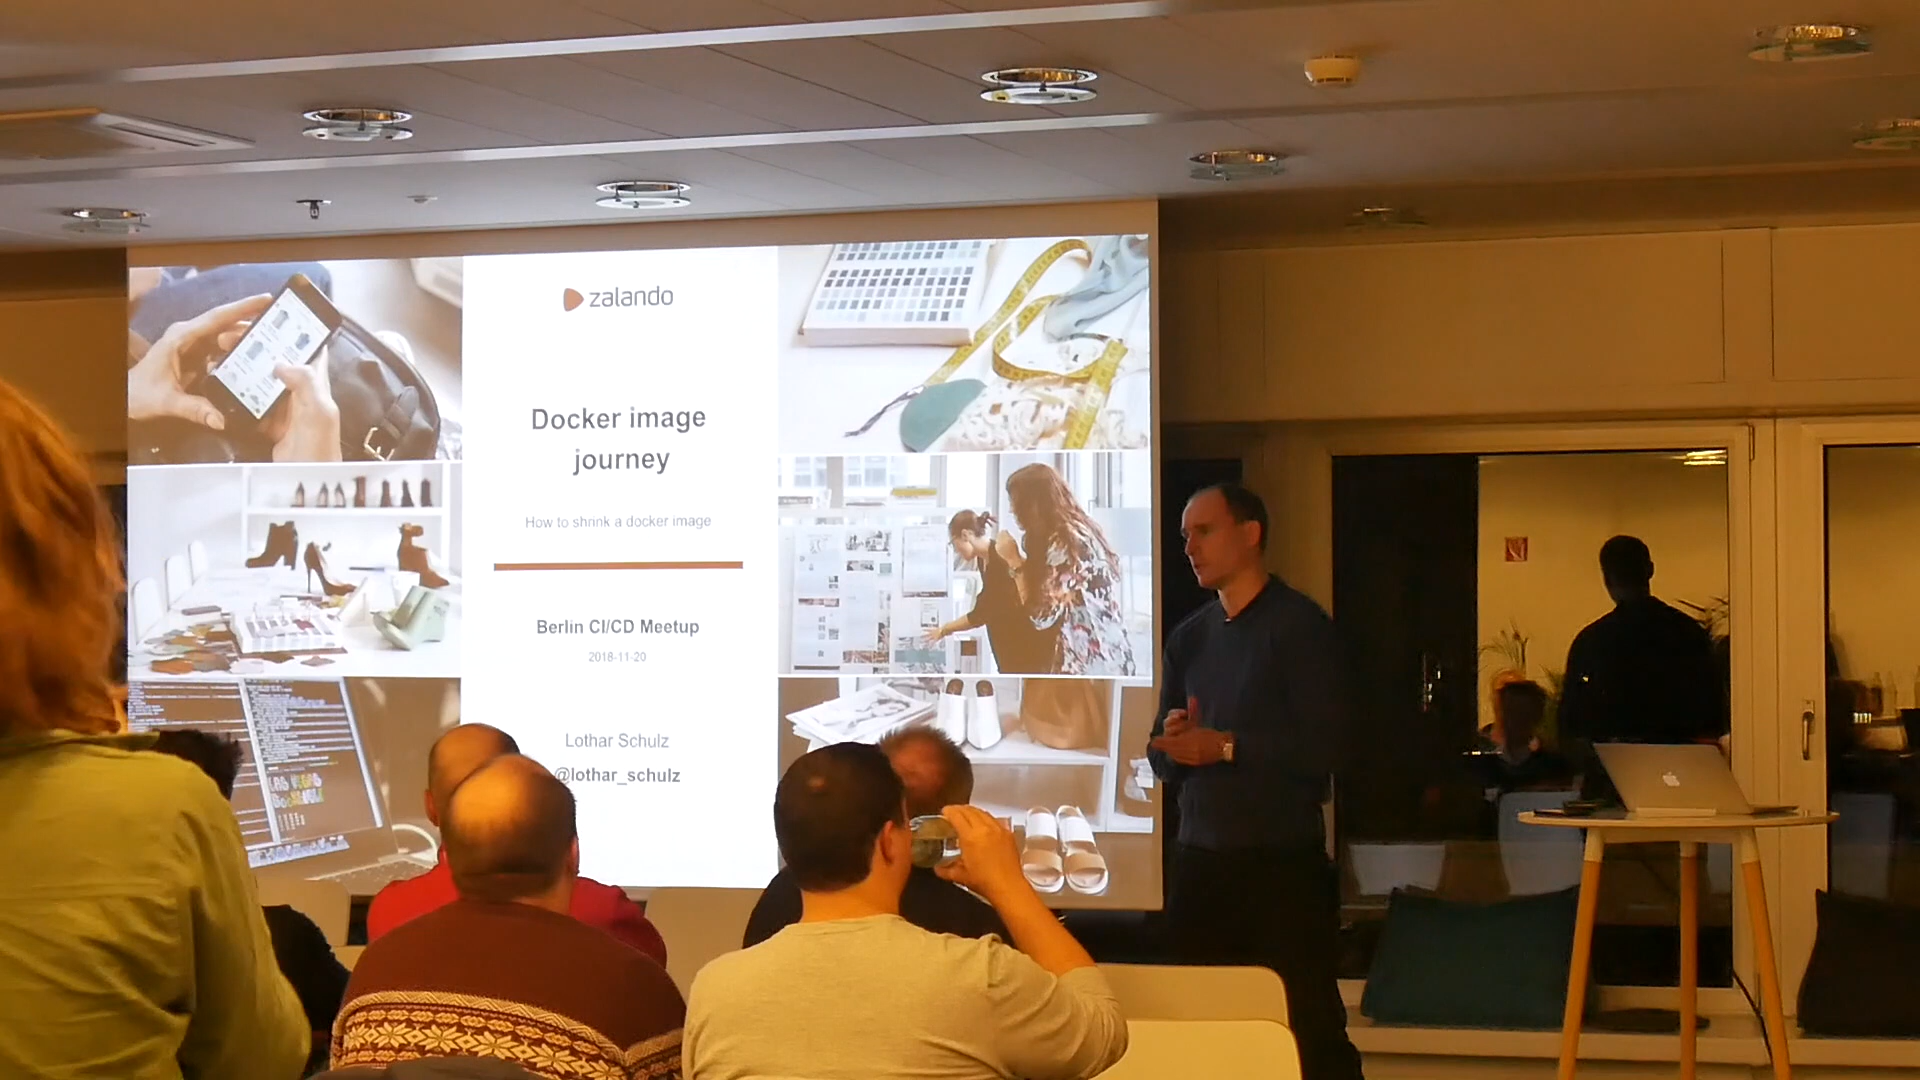 zalando
Docker image
journey
How to shrink a docker image
Berlin CI/CD Meetup
2018-11-20
Lothar Schulz
@lothar_schulz